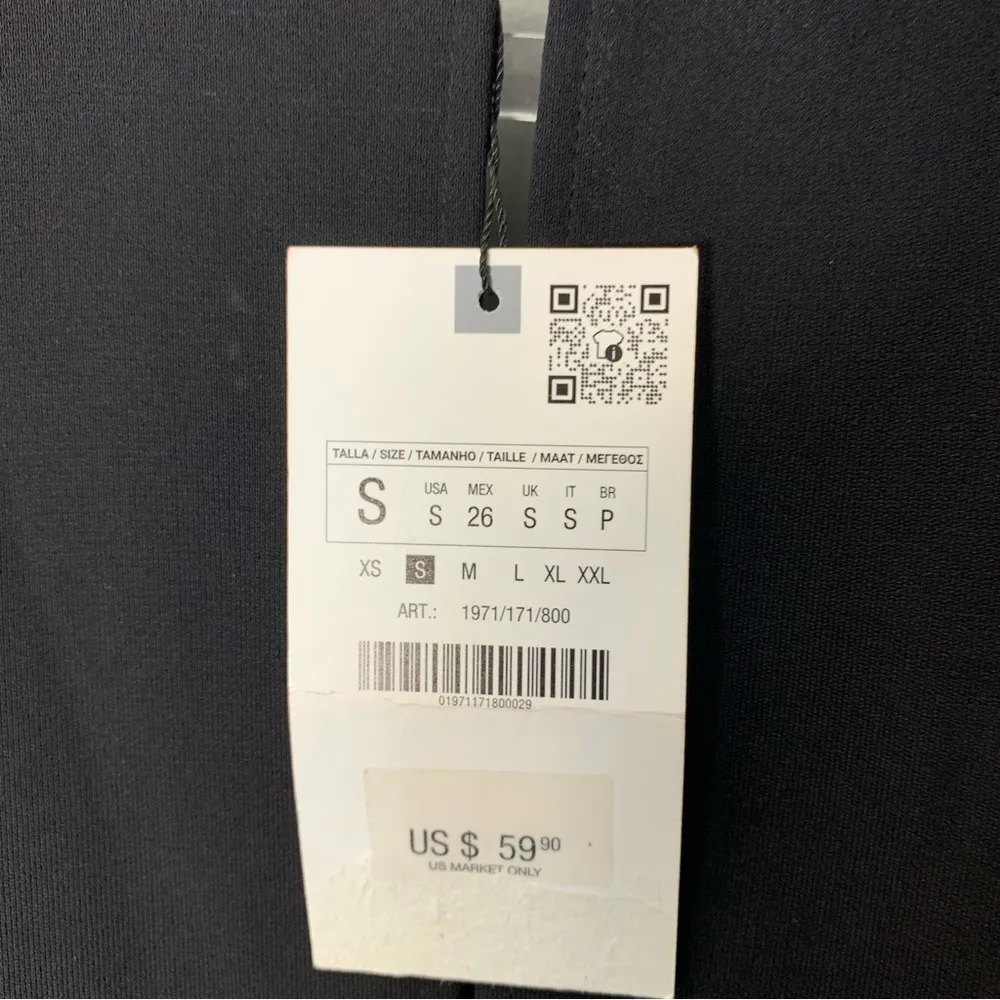 TALLA / SIZE / TAMANHO / TAILLE / MAAT / ΜΕΓΕΘΟΣ
USA MEX UK IT BR
S S 26 S S P
XS S M L XL XXL
ART.: 1971/171/800
01971171800029
US $ 59 90
US MARKET ONLY